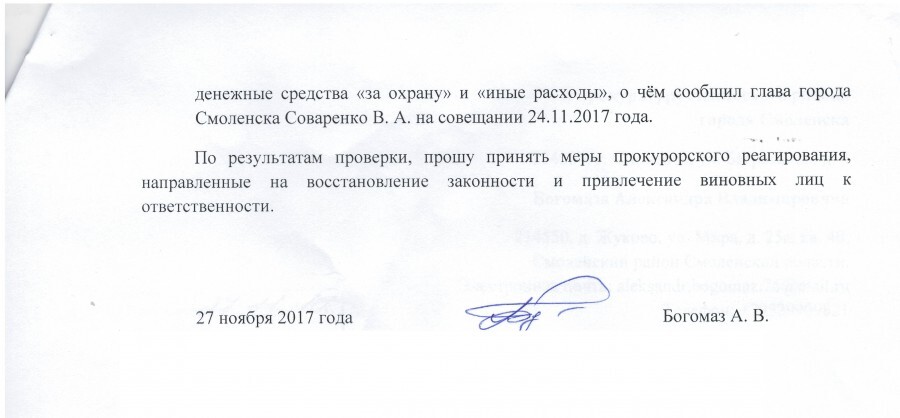 денежные средства «за охрану» и «иные расходы», о чём сообщил глава города
Смоленска Соваренко В. А. на совещании 24.11.2017 года.
По результатам проверки, прошу принять меры прокурорского реагирования,
направленные на восстановление законности и привлечение виновных лиц к
ответственности.
27 ноября 2017 года Богомаз А. В.